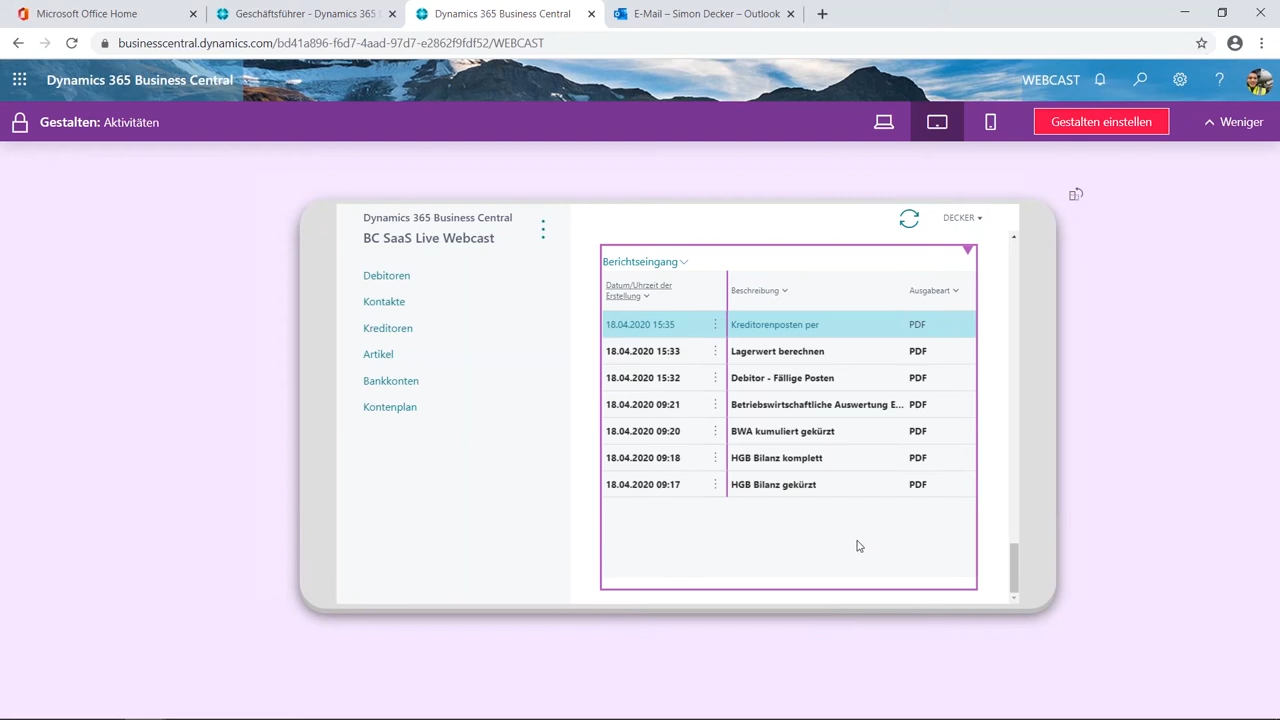 Microsoft Office Home
Geschäftsführer - Dynamics 365
Dynamics 365 Business Central
E-Mail – Simon Decker – Outlook
businesscentral.dynamics.com/bd41a896-f6d7-4aad-97d7-e2862f9fdf52/WEBCAST
Dynamics 365 Business Central
WEBCAST
Gestalten: Aktivitäten
Gestalten einstellen
Weniger
Dynamics 365 Business Central
BC SaaS Live Webcast
DECKER
Debitoren
Kontakte
Kreditoren
Artikel
Bankkonten
Kontenplan
Berichtseingang
Datum/Uhrzeit der
Erstellung
Beschreibung
Ausgabeart
18.04.2020 15:35 Kreditorenposten per PDF
18.04.2020 15:33 Lagerwert berechnen PDF
18.04.2020 15:32 Debitor - Fällige Posten PDF
18.04.2020 09:21 Betriebswirtschaftliche Auswertung E... PDF
18.04.2020 09:20 BWA kumuliert gekürzt PDF
18.04.2020 09:18 HGB Bilanz komplett PDF
18.04.2020 09:17 HGB Bilanz gekürzt PDF